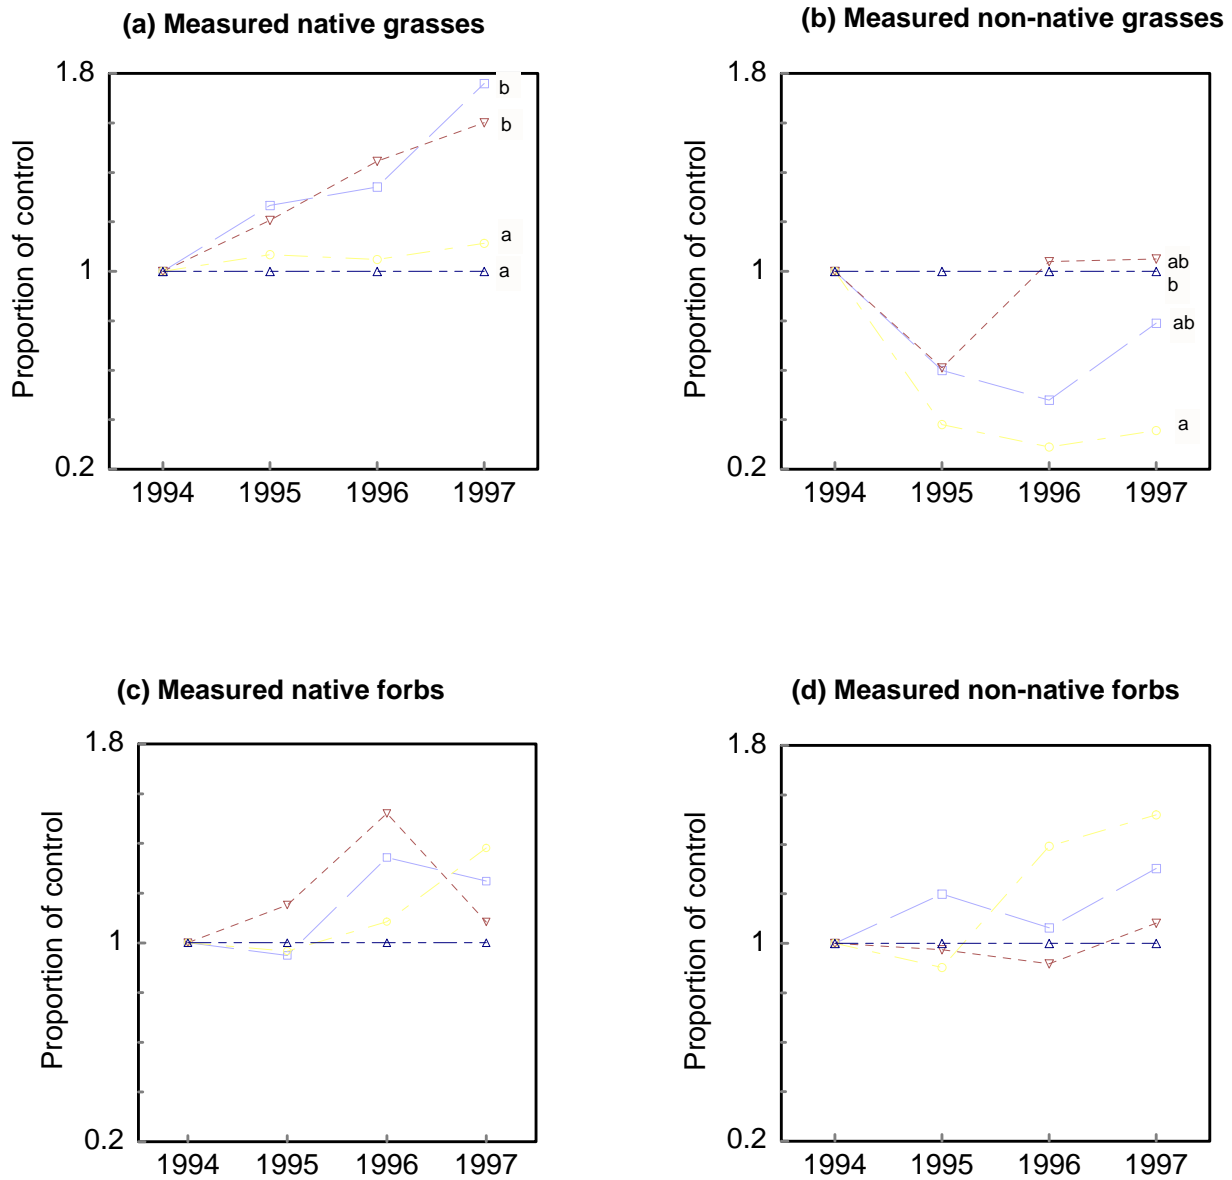 (a) Measured native grasses
1.8
1
0.2
Proportion of control
1994 1995 1996 1997
b
b
a
a
(b) Measured non-native grasses
1.8
1
0.2
Proportion of control
1994 1995 1996 1997
ab
b
ab
a
(c) Measured native forbs
1.8
1
0.2
Proportion of control
1994 1995 1996 1997
(d) Measured non-native forbs
1.8
1
0.2
Proportion of control
1994 1995 1996 1997